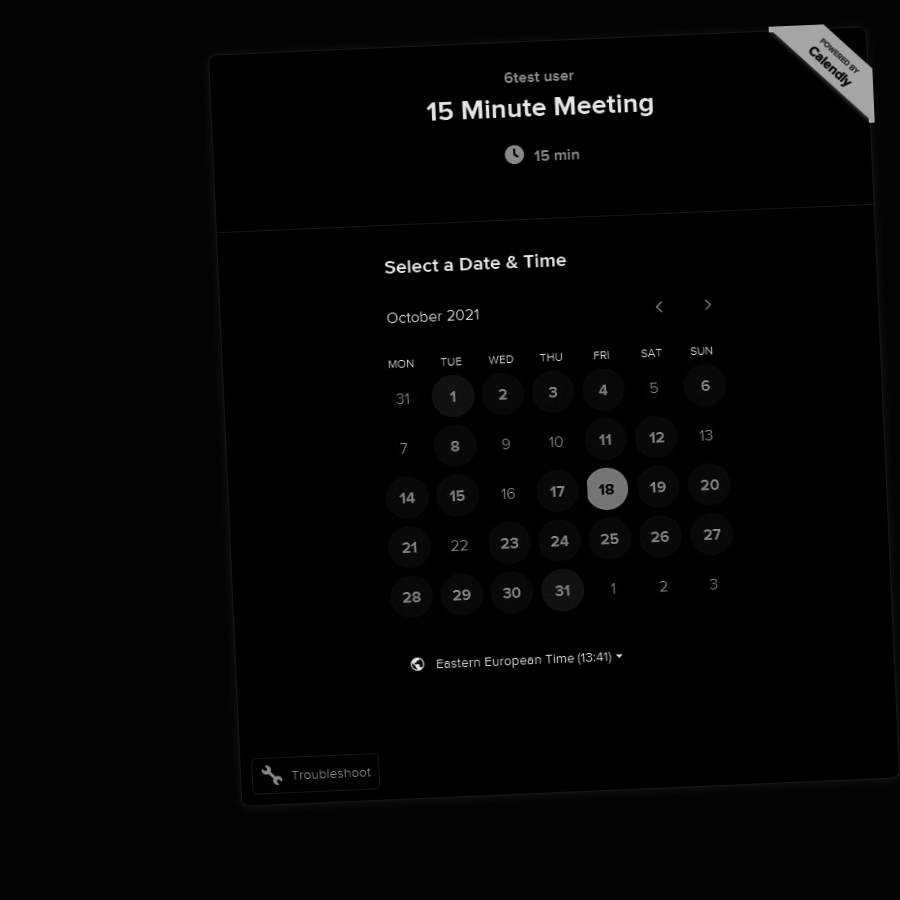 POWERED BY
Calendly
6test user
15 Minute Meeting
15 min
Select a Date & Time
October 2021
MON TUE WED THU FRI SAT SUN
31 1 2 3 4 5 6
7 8 9 10 11 12 13
14 15 16 17 18 19 20
21 22 23 24 25 26 27
28 29 30 31 1 2 3
Eastern European Time (13:41)
Troubleshoot